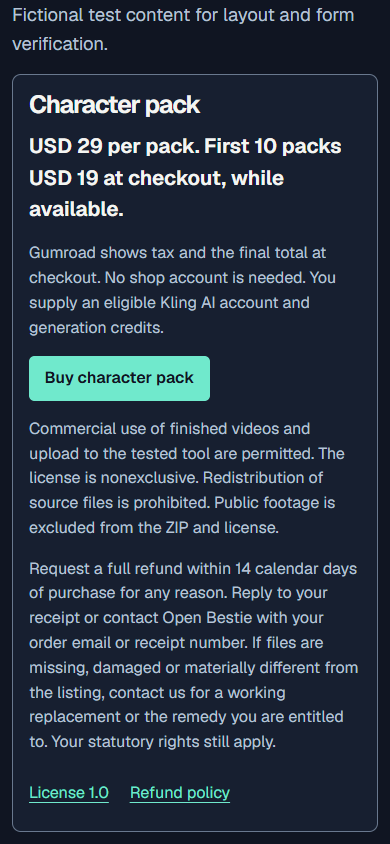 Fictional test content for layout and form
verification.
Character pack
USD 29 per pack. First 10 packs
USD 19 at checkout, while
available.
Gumroad shows tax and the final total at
checkout. No shop account is needed. You
supply an eligible Kling AI account and
generation credits.
Buy character pack
Commercial use of finished videos and
upload to the tested tool are permitted. The
license is nonexclusive. Redistribution of
source files is prohibited. Public footage is
excluded from the ZIP and license.
Request a full refund within 14 calendar days
of purchase for any reason. Reply to your
receipt or contact Open Bestie with your
order email or receipt number. If files are
missing, damaged or materially different from
the listing, contact us for a working
replacement or the remedy you are entitled
to. Your statutory rights still apply.
License 1.0 Refund policy